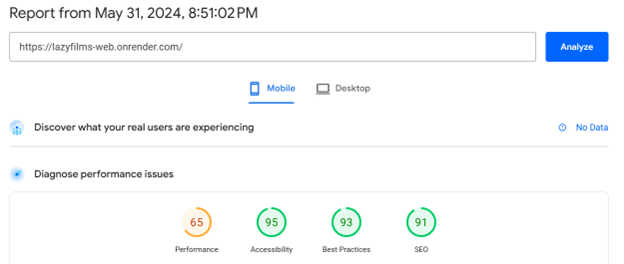 Report from May 31, 2024, 8:51:02 PM
https://lazyfilms-web.onrender.com/
Analyze
Mobile
Desktop
Discover what your real users are experiencing
No Data
Diagnose performance issues
65
95
93
91
Performance
Accessibility
Best Practices
SEO